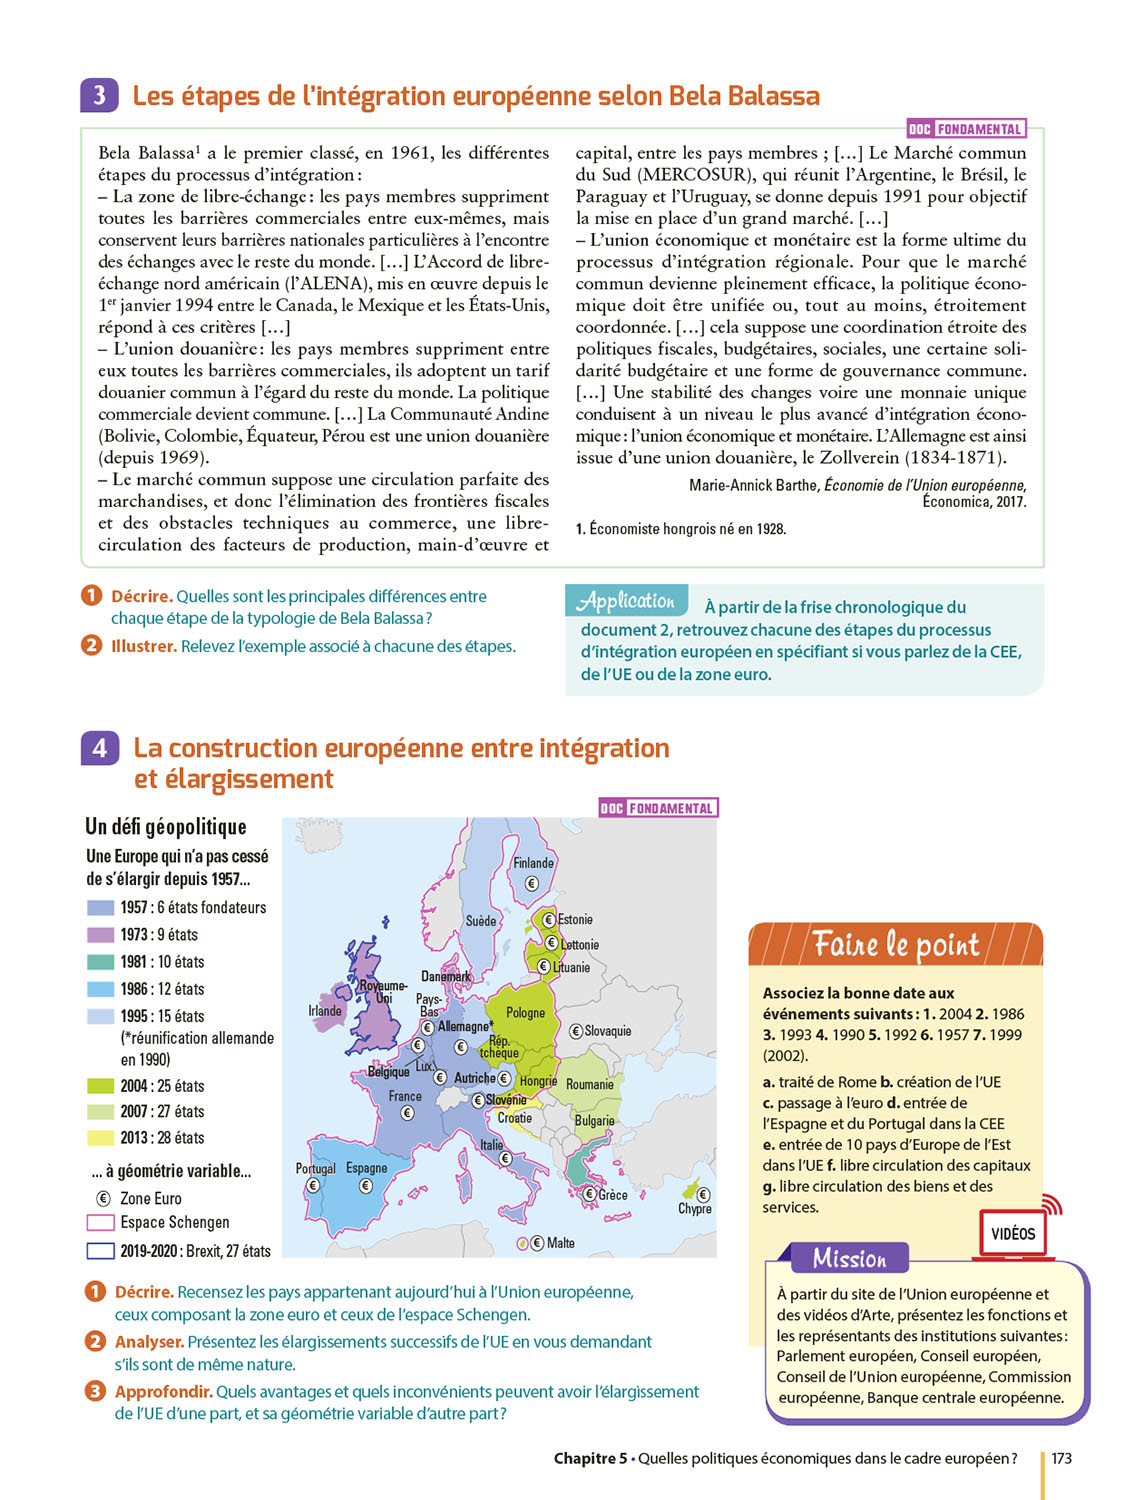 3 Les étapes de l'intégration européenne selon Bela Balassa
DOC FONDAMENTAL
Bela Balassa1 a le premier classé, en 1961, les différentes
étapes du processus d'intégration :
– La zone de libre-échange : les pays membres suppriment
toutes les barrières commerciales entre eux-mêmes, mais
conservent leurs barrières nationales particulières à l'encontre
des échanges avec le reste du monde. […] L'Accord de libre-
échange nord américain (l'ALENA), mis en œuvre depuis le
1er janvier 1994 entre le Canada, le Mexique et les États-Unis,
répond à ces critères […]
– L'union douanière : les pays membres suppriment entre
eux toutes les barrières commerciales, ils adoptent un tarif
douanier commun à l'égard du reste du monde. La politique
commerciale devient commune. […] La Communauté Andine
(Bolivie, Colombie, Équateur, Pérou est une union douanière
(depuis 1969).
– Le marché commun suppose une circulation parfaite des
marchandises, et donc l'élimination des frontières fiscales
et des obstacles techniques au commerce, une libre-
circulation des facteurs de production, main-d'œuvre et
capital, entre les pays membres ; […] Le Marché commun
du Sud (MERCOSUR), qui réunit l'Argentine, le Brésil, le
Paraguay et l'Uruguay, se donne depuis 1991 pour objectif
la mise en place d'un grand marché. […]
– L'union économique et monétaire est la forme ultime du
processus d'intégration régionale. Pour que le marché
commun devienne pleinement efficace, la politique écono-
mique doit être unifiée ou, tout au moins, étroitement
coordonnée. […] cela suppose une coordination étroite des
politiques fiscales, budgétaires, sociales, une certaine soli-
darité budgétaire et une forme de gouvernance commune.
[…] Une stabilité des changes voire une monnaie unique
conduisent à un niveau le plus avancé d'intégration écono-
mique : l'union économique et monétaire. L'Allemagne est ainsi
issue d'une union douanière, le Zollverein (1834-1871).
Marie-Annick Barthe, Économie de l'Union européenne,
Économica, 2017.
1. Économiste hongrois né en 1928.
1 Décrire. Quelles sont les principales différences entre
chaque étape de la typologie de Bela Balassa ?
2 Illustrer. Relevez l'exemple associé à chacune des étapes.
Application À partir de la frise chronologique du
document 2, retrouvez chacune des étapes du processus
d'intégration européen en spécifiant si vous parlez de la CEE,
de l'UE ou de la zone euro.
4 La construction européenne entre intégration
et élargissement
DOC FONDAMENTAL
Un défi géopolitique
Une Europe qui n'a pas cessé
de s'élargir depuis 1957...
1957 : 6 états fondateurs
1973 : 9 états
1981 : 10 états
1986 : 12 états
1995 : 15 états
(*réunification allemande
en 1990)
2004 : 25 états
2007 : 27 états
2013 : 28 états
... à géométrie variable...
€ Zone Euro
Espace Schengen
2019-2020 : Brexit, 27 états
Finlande
€
Suède
€ Estonie
€ Lettonie
€ Lituanie
Danemark
Royaume-
Uni
Irlande
Pays-
Bas
€
Allemagne*
€
Pologne
€ Slovaquie
Rép.
tchèque
€
Belgique
Lux.
€
Autriche €
Hongrie
Roumanie
France
€
€ Slovénie
Croatie
Bulgarie
Italie
€
Portugal
€
Espagne
€
€ Grèce
€
Chypre
€ Malte
1 Décrire. Recensez les pays appartenant aujourd'hui à l'Union européenne,
ceux composant la zone euro et ceux de l'espace Schengen.
2 Analyser. Présentez les élargissements successifs de l'UE en vous demandant
s'ils sont de même nature.
3 Approfondir. Quels avantages et quels inconvénients peuvent avoir l'élargissement
de l'UE d'une part, et sa géométrie variable d'autre part ?
Faire le point
Associez la bonne date aux
événements suivants : 1. 2004 2. 1986
3. 1993 4. 1990 5. 1992 6. 1957 7. 1999
(2002).
a. traité de Rome b. création de l'UE
c. passage à l'euro d. entrée de
l'Espagne et du Portugal dans la CEE
e. entrée de 10 pays d'Europe de l'Est
dans l'UE f. libre circulation des capitaux
g. libre circulation des biens et des
services.
VIDÉOS
Mission
À partir du site de l'Union européenne et
des vidéos d'Arte, présentez les fonctions et
les représentants des institutions suivantes :
Parlement européen, Conseil européen,
Conseil de l'Union européenne, Commission
européenne, Banque centrale européenne.
Chapitre 5 • Quelles politiques économiques dans le cadre européen ? 173